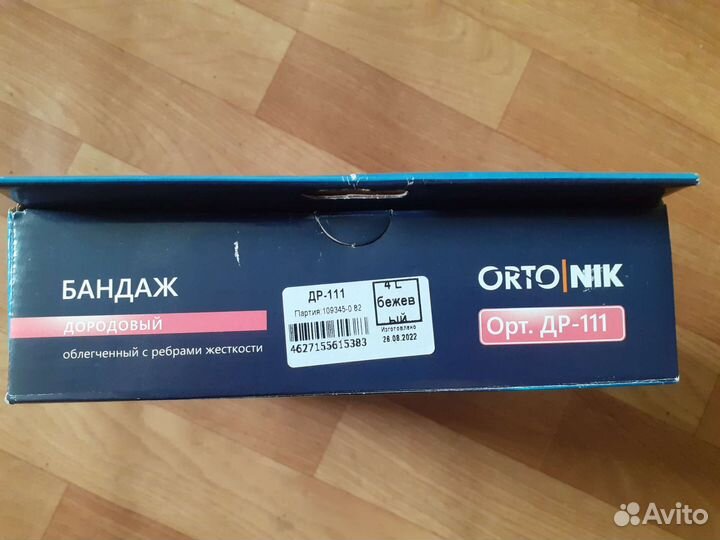 БАНДАЖ
ДОРОДОВЫЙ
облегченный с ребрами жесткости
ДР-111
Партия:109345-0.82
4627155615383
4 L
бежев
ый
Изготовлено
26.08.2022
ORTO|NIK
Орт. ДР-111
Avito